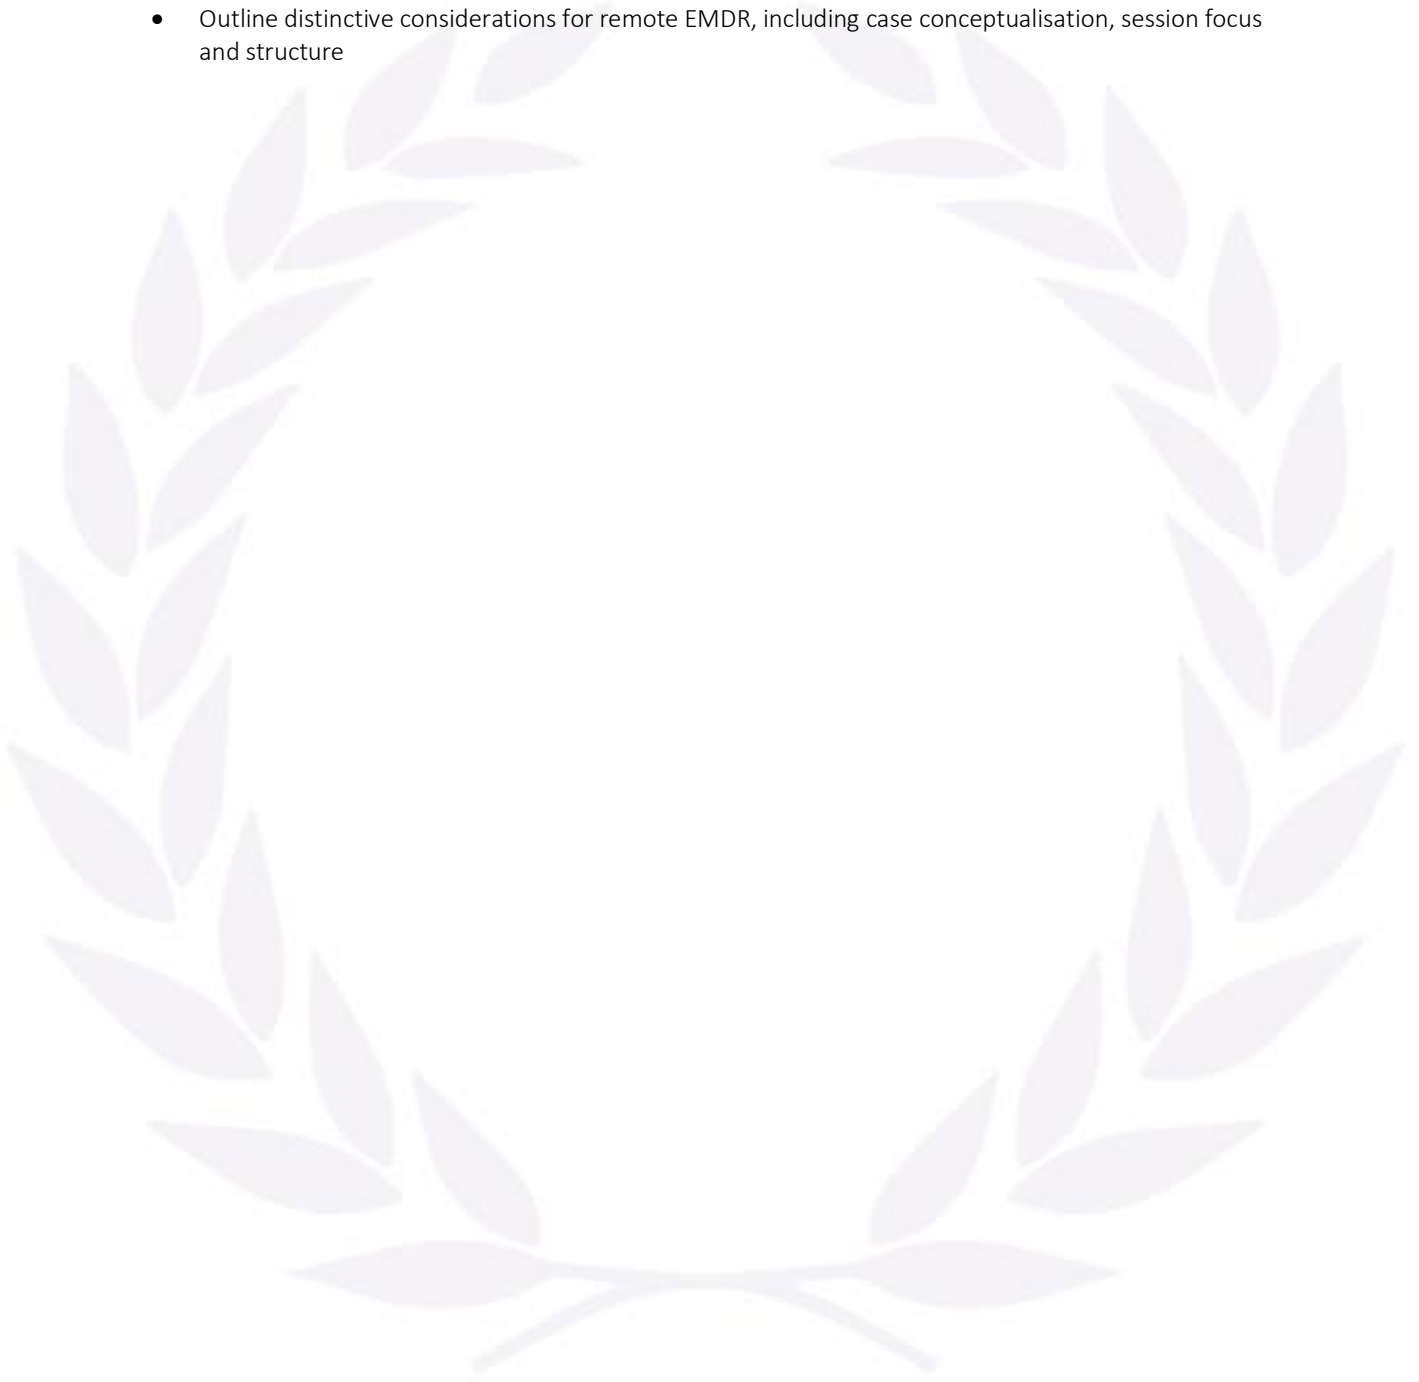 • Outline distinctive considerations for remote EMDR, including case conceptualisation, session focus
and structure